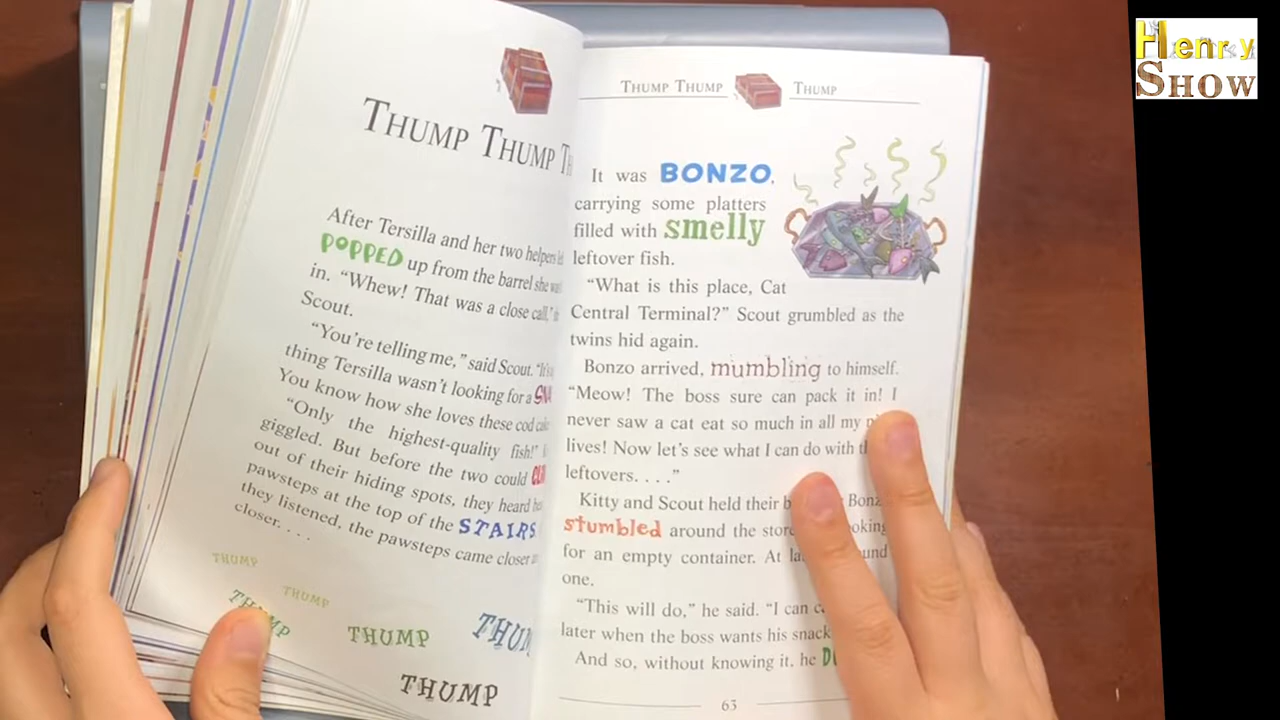 THUMP THUMP
After Tersilla and her two helpers
POPPED up from the barrel she
in. "Whew! That was a close call,"
Scout.
"You're telling me," said Scout.
thing Tersilla wasn't looking for a
You know how she loves these cod
"Only the highest-quality fish!"
giggled. But before the two could
out of their hiding spots, they heard
pawsteps at the top of the STAIRS
they listened, the pawsteps came closer
closer. . . .
THUMP
THUMP
THUMP
THUMP
THUMP
THUMP THUMP THUMP
It was BONZO,
carrying some platters
filled with smelly
leftover fish.
"What is this place, Cat
Central Terminal?" Scout grumbled as the
twins hid again.
Bonzo arrived, mumbling to himself.
"Meow! The boss sure can pack it in! I
never saw a cat eat so much in all my
lives! Now let's see what I can do with
leftovers. . . ."
Kitty and Scout held their
stumbled around the
for an empty container. At
one.
"This will do," he said. "I can
later when the boss wants his snack
And so, without knowing it, he
63
Henry
SHOW